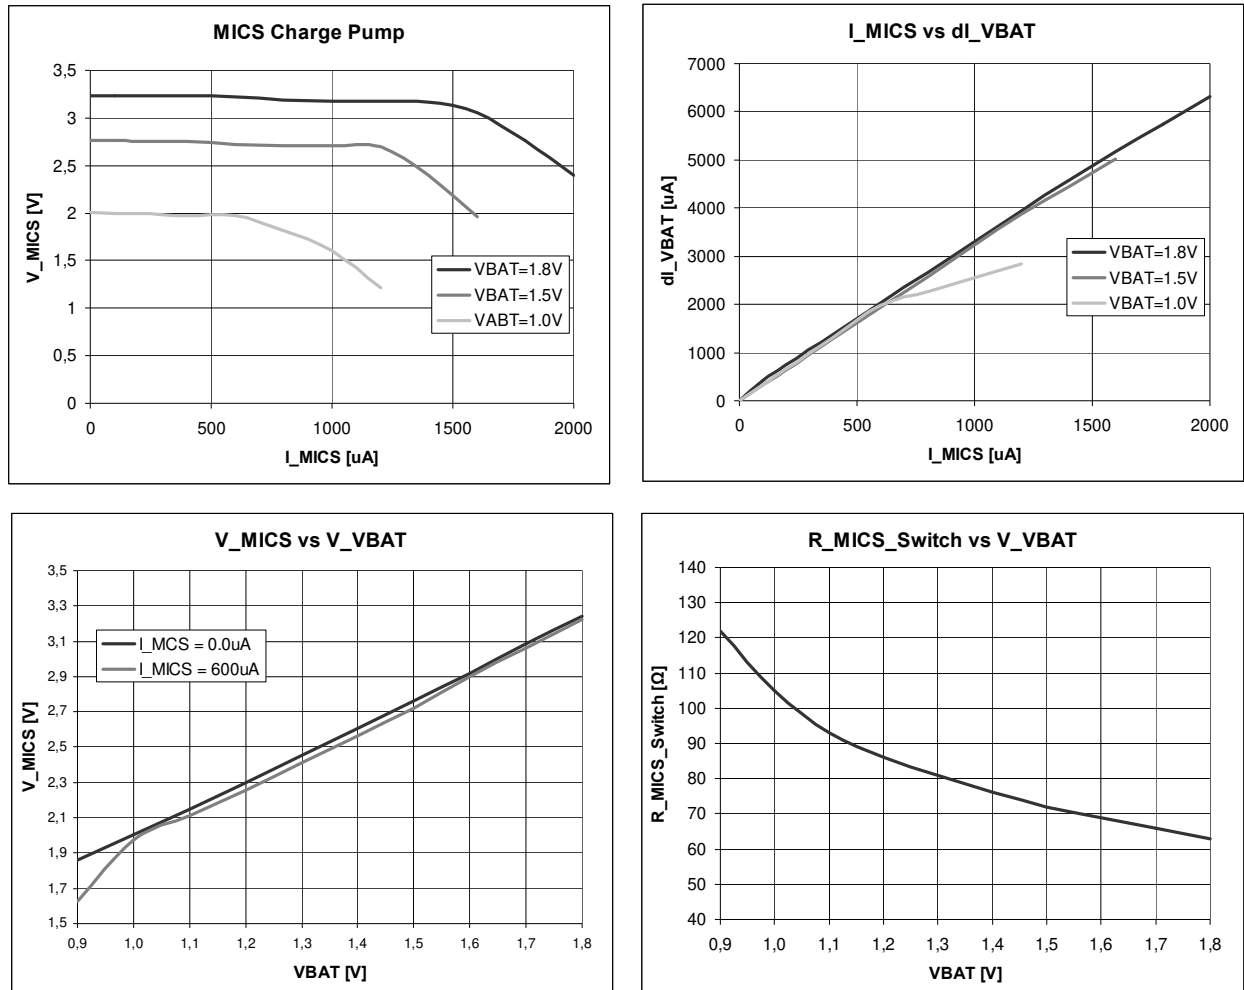 MICS Charge Pump
V_MICS [V]
3,5
3
2,5
2
1,5
1
0,5
0
0 500 1000 1500 2000
I_MICS [uA]
VBAT=1.8V
VBAT=1.5V
VABT=1.0V
I_MICS vs dI_VBAT
dI_VBAT [uA]
7000
6000
5000
4000
3000
2000
1000
0
0 500 1000 1500 2000
I_MICS [uA]
VBAT=1.8V
VBAT=1.5V
VBAT=1.0V
V_MICS vs V_VBAT
V_MICS [V]
3,5
3,3
3,1
2,9
2,7
2,5
2,3
2,1
1,9
1,7
1,5
0,9 1,0 1,1 1,2 1,3 1,4 1,5 1,6 1,7 1,8
VBAT [V]
I_MCS = 0.0uA
I_MICS = 600uA
R_MICS_Switch vs V_VBAT
R_MICS_Switch [Ω]
140
130
120
110
100
90
80
70
60
50
40
0,9 1,0 1,1 1,2 1,3 1,4 1,5 1,6 1,7 1,8
VBAT [V]